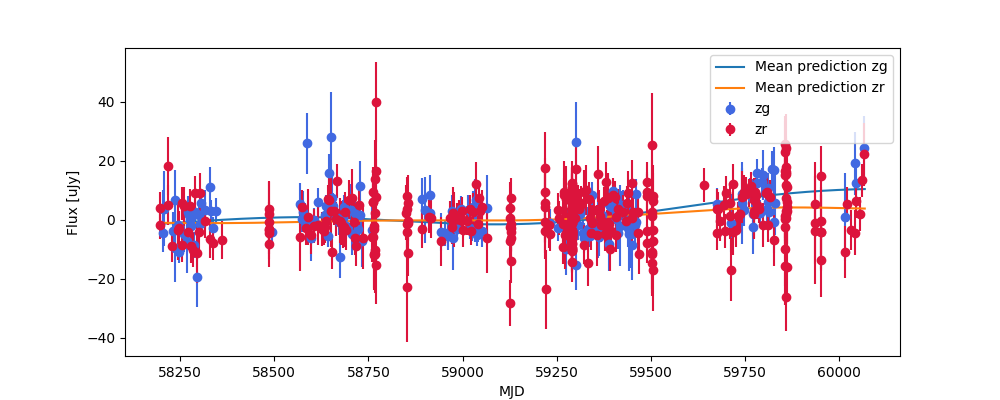 Mean prediction zg
Mean prediction zr
zg
zr
Flux [uJy]
40
20
0
−20
−40
58250
58500
58750
59000
59250
59500
59750
60000
MJD